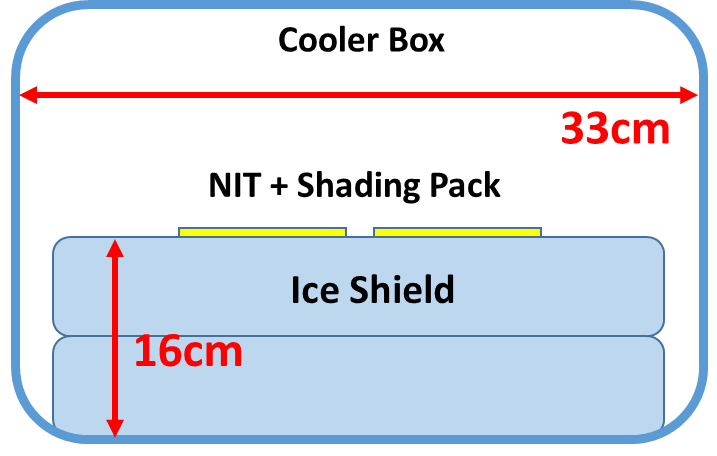 Cooler Box
33cm
NIT + Shading Pack
Ice Shield
16cm